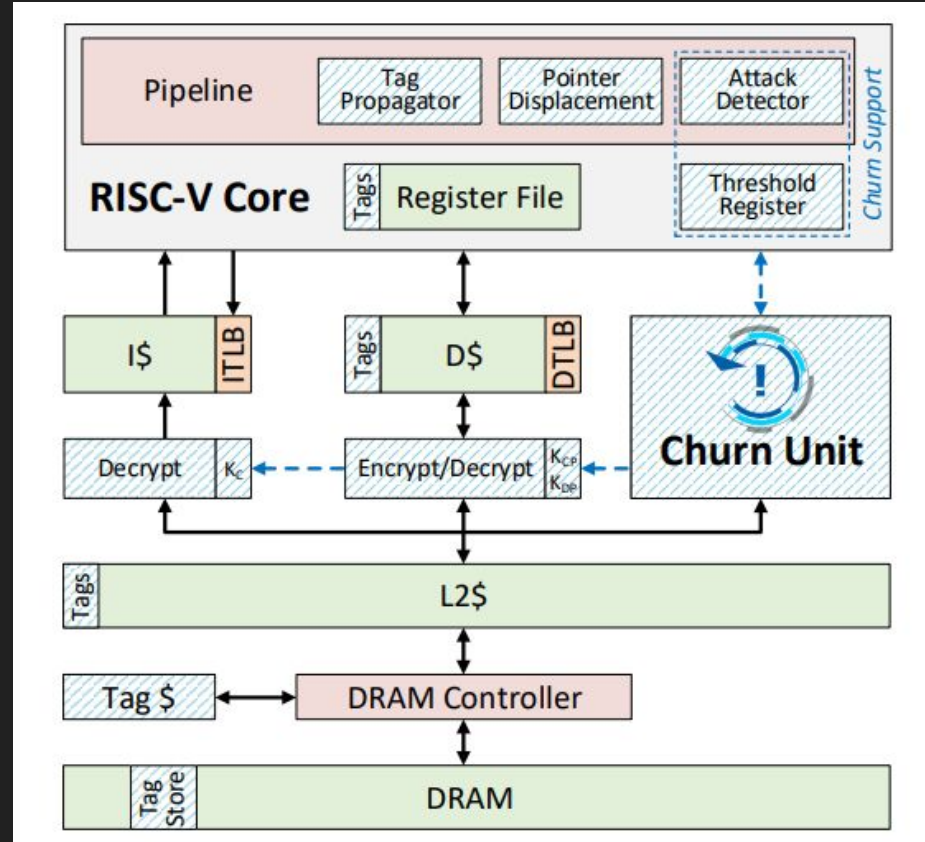 Pipeline
Tag
Propagator
Pointer
Displacement
Attack
Detector
Churn Support
RISC-V Core
Tags
Register File
Threshold
Register
I$
ITLB
Tags
D$
DTLB
!
Churn Unit
Decrypt
KC
Encrypt/Decrypt
KCP
KDP
Tags
L2$
Tag $
DRAM Controller
Tag
Store
DRAM